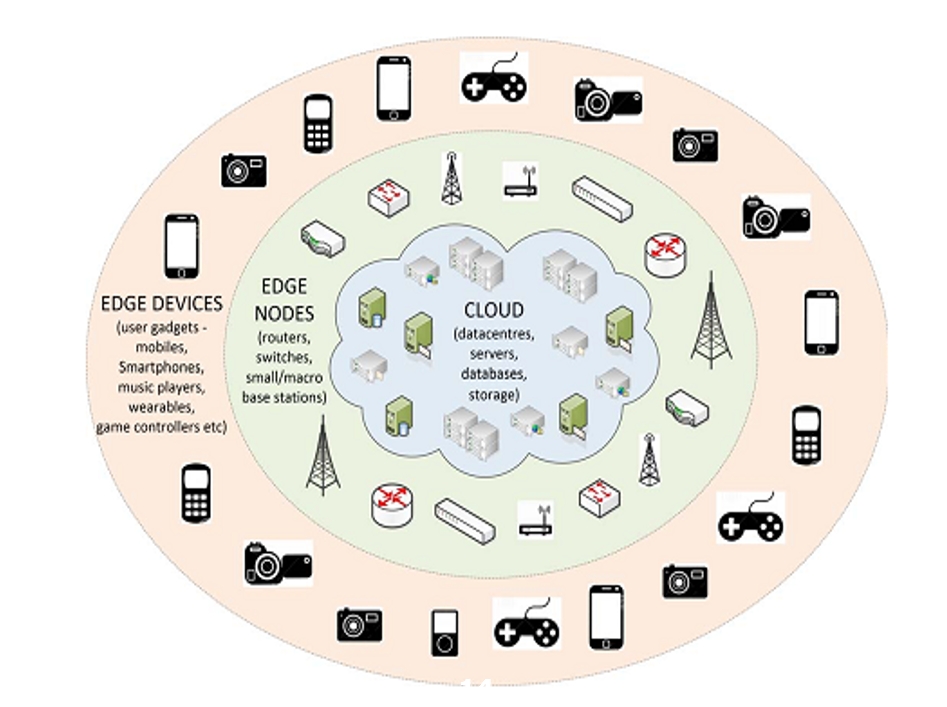 EDGE DEVICES
(user gadgets -
mobiles,
Smartphones,
music players,
wearables,
game controllers etc)
EDGE
NODES
(routers,
switches,
small/macro
base stations)
CLOUD
(datacentres,
servers,
databases,
storage)